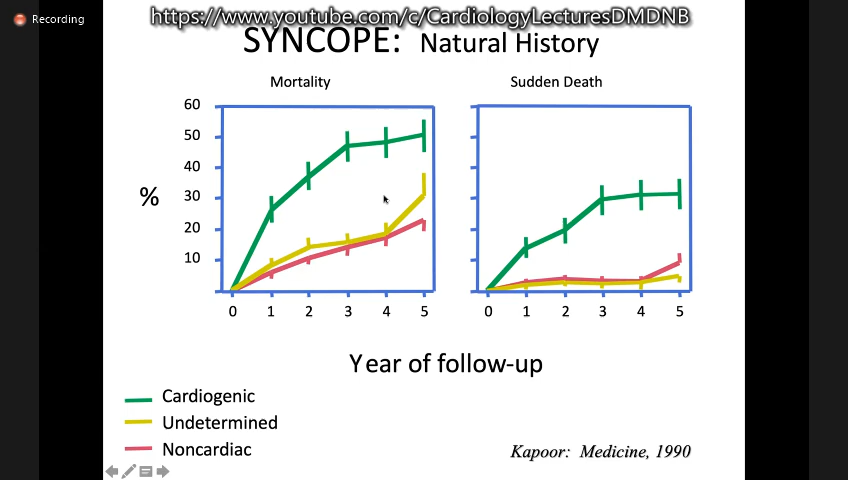 Recording
https://www.youtube.com/c/CardiologyLecturesDMDNB
SYNCOPE: Natural History
Mortality
Sudden Death
60
50
40
30
20
10
%
0 1 2 3 4 5
0 1 2 3 4 5
Year of follow-up
Cardiogenic
Undetermined
Noncardiac
Kapoor: Medicine, 1990